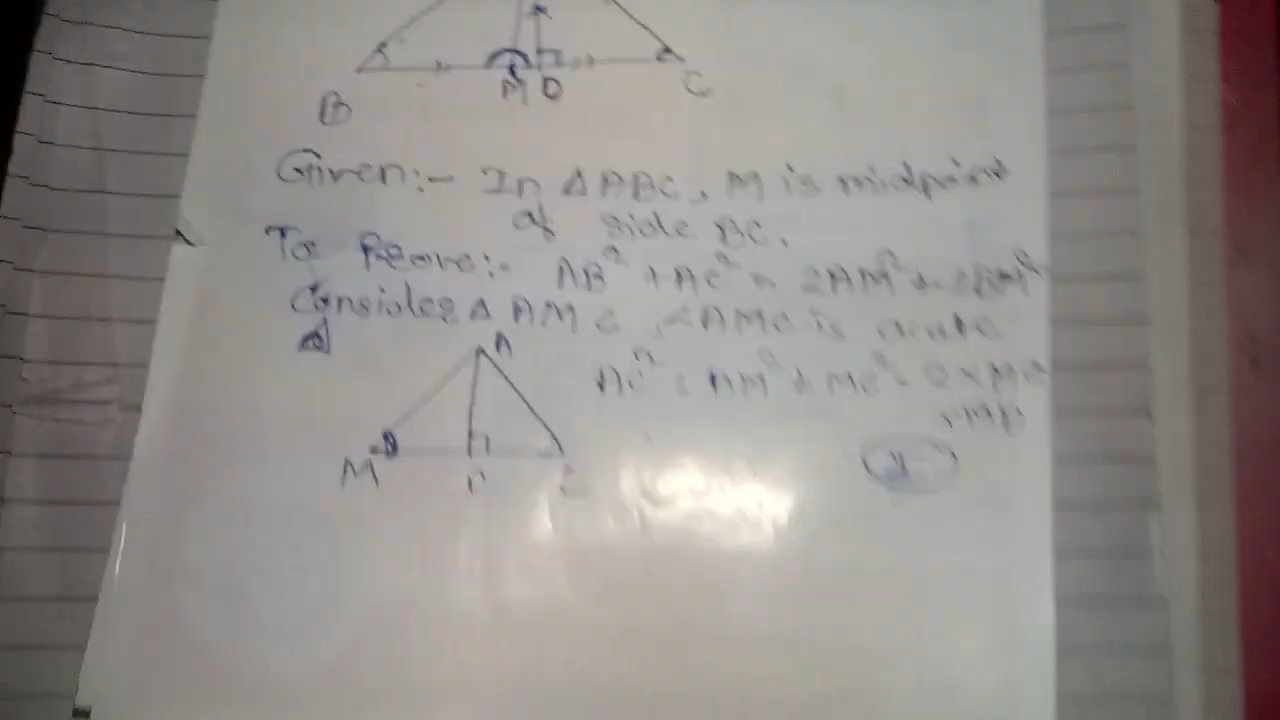 B M D C
Given:- In △ABC, M is midpoint
of side BC.
To Prove:- AB² + AC² = 2AM² + 2BM²
Consider △ AMC, ∠AMC is acute
A
AC² = AM² + MC² - 2 × MC
× MD
M D C